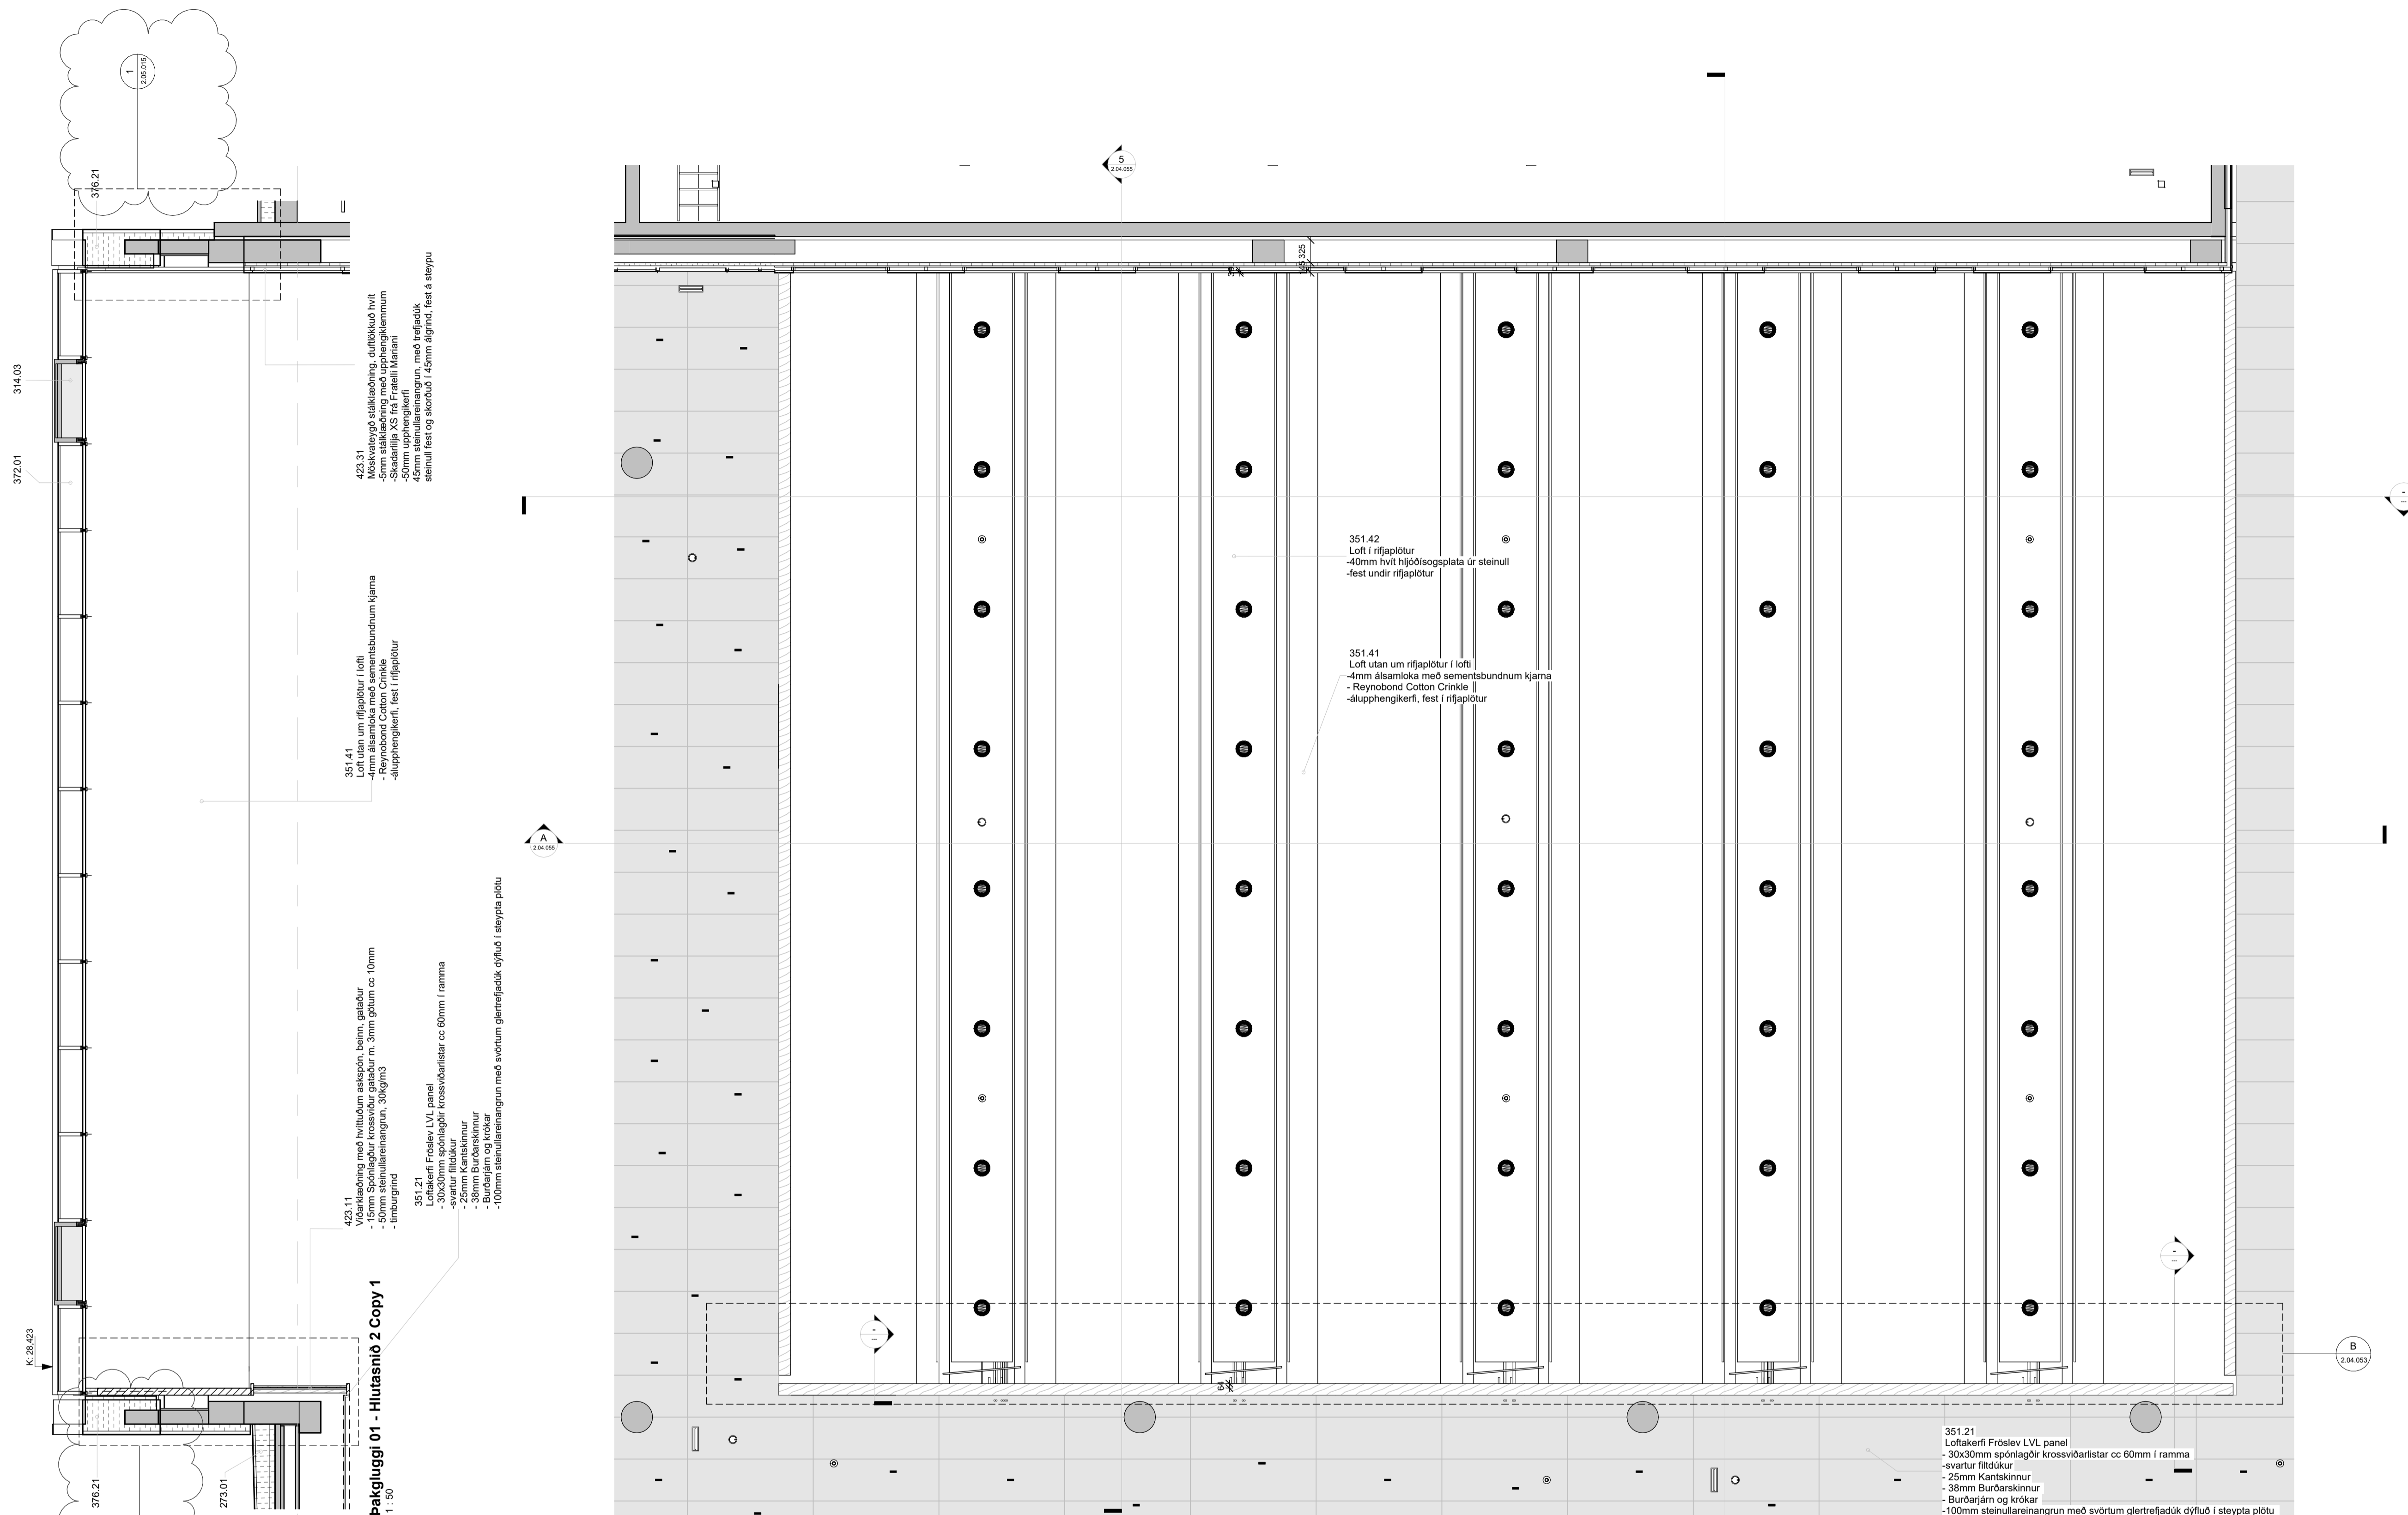 1
2.05.015
376.21
314.03
372.01
423.31
Móskvateygð stálklæðning, duftlökkuð hvít
-5mm stálklæðning með upphengiklemmum
-Skadarlilja XS frá Fratelli Mariani
-50mm upphengikerfi
45mm steinullareinangrun, með trefjadúk
steinull fest og skorðuð í 45mm álgrind, fest á steypu
351.41
Loft utan um rifjaplötur í lofti
-4mm álsamloka með sementsbundnum kjarna
- Reynobond Cotton Crinkle
-álupphengikerfi, fest í rifjaplötur
423.11
Viðarklæðning með hvíttuðum askspón, beinn, gataður
- 15mm Spónlagður krossviður gataður m. 3mm götum cc 10mm
- 50mm steinullareinangrun, 30kg/m3
- timburgrind
351.21
Loftakerfi Fröslev LVL panel
- 30x30mm spónlagðir krossviðarlistar cc 60mm í ramma
-svartur filtdúkur
- 25mm Kantskinnur
- 38mm Burðarskinnur
- Burðarjárn og krókar
-100mm steinullareinangrun með svörtum glertrefjadúk dýfluð í steypta plötu
K: 28,423
376.21
273.01
Þakgluggi 01 - Hlutasnið 2 Copy 1
1 : 50
5
2.04.055
325
351.42
Loft í rifjaplötur
-40mm hvít hljóðísogsplata úr steinull
-fest undir rifjaplötur
351.41
Loft utan um rifjaplötur í lofti
-4mm álsamloka með sementsbundnum kjarna
- Reynobond Cotton Crinkle
-álupphengikerfi, fest í rifjaplötur
A
2.04.055
-
---
-
---
-
---
B
2.04.053
64
351.21
Loftakerfi Fröslev LVL panel
- 30x30mm spónlagðir krossviðarlistar cc 60mm í ramma
-svartur filtdúkur
- 25mm Kantskinnur
- 38mm Burðarskinnur
- Burðarjárn og krókar
-100mm steinullareinangrun með svörtum glertrefjadúk dýfluð í steypta plötu